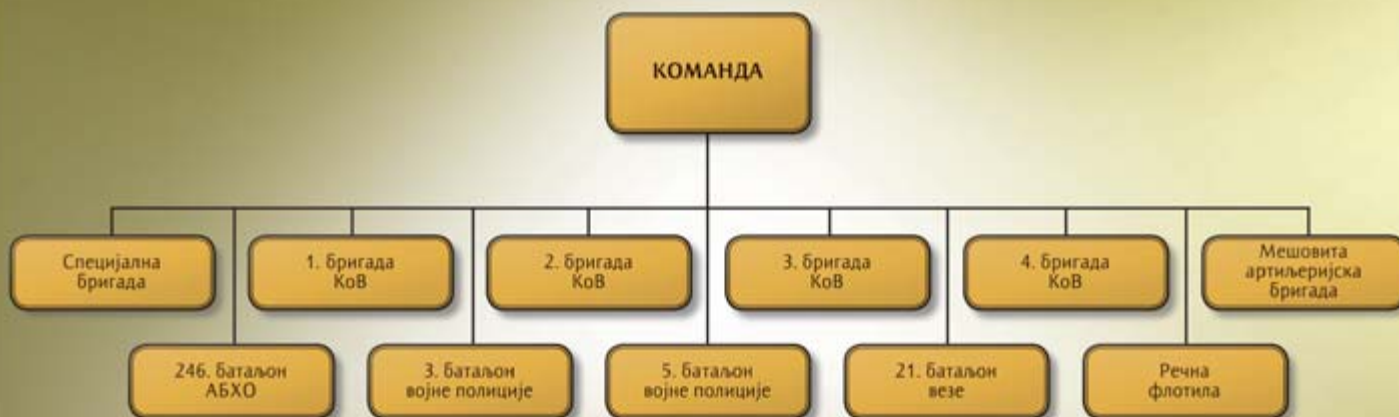 КОМАНДА
Специјална
бригада
1. бригада
КоВ
2. бригада
КоВ
3. бригада
КоВ
4. бригада
КоВ
Мешовита
артиљеријска
бригада
246. батаљон
АБХО
3. батаљон
војне полиције
5. батаљон
војне полиције
21. батаљон
везе
Речна
флотила